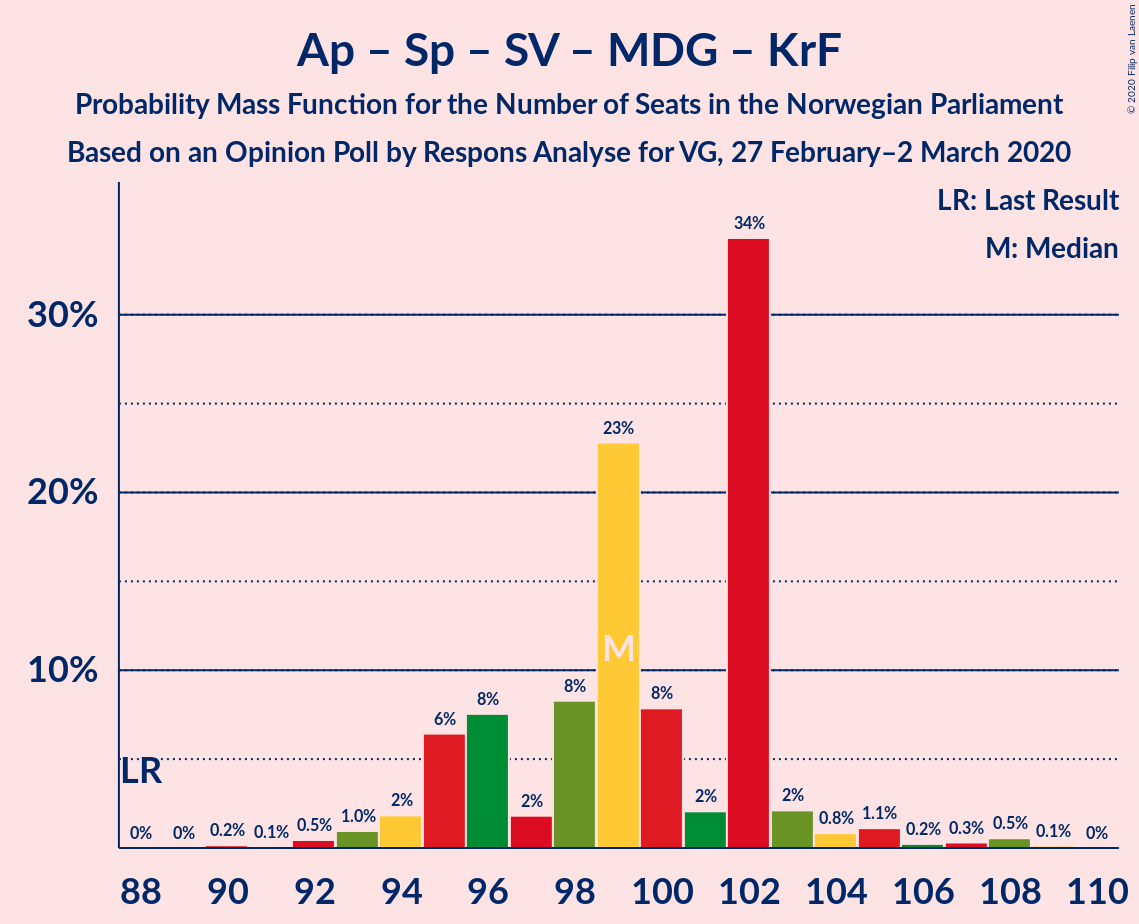 Ap – Sp – SV – MDG – KrF
Probability Mass Function for the Number of Seats in the Norwegian Parliament
Based on an Opinion Poll by Respons Analyse for VG, 27 February–2 March 2020
© 2020 Filip van Laenen
LR: Last Result
M: Median
30%
20%
10%
LR
M
0%
0%
0.2%
0.1%
0.5%
1.0%
2%
6%
8%
2%
8%
23%
8%
2%
34%
2%
0.8%
1.1%
0.2%
0.3%
0.5%
0.1%
0%
88 90 92 94 96 98 100 102 104 106 108 110